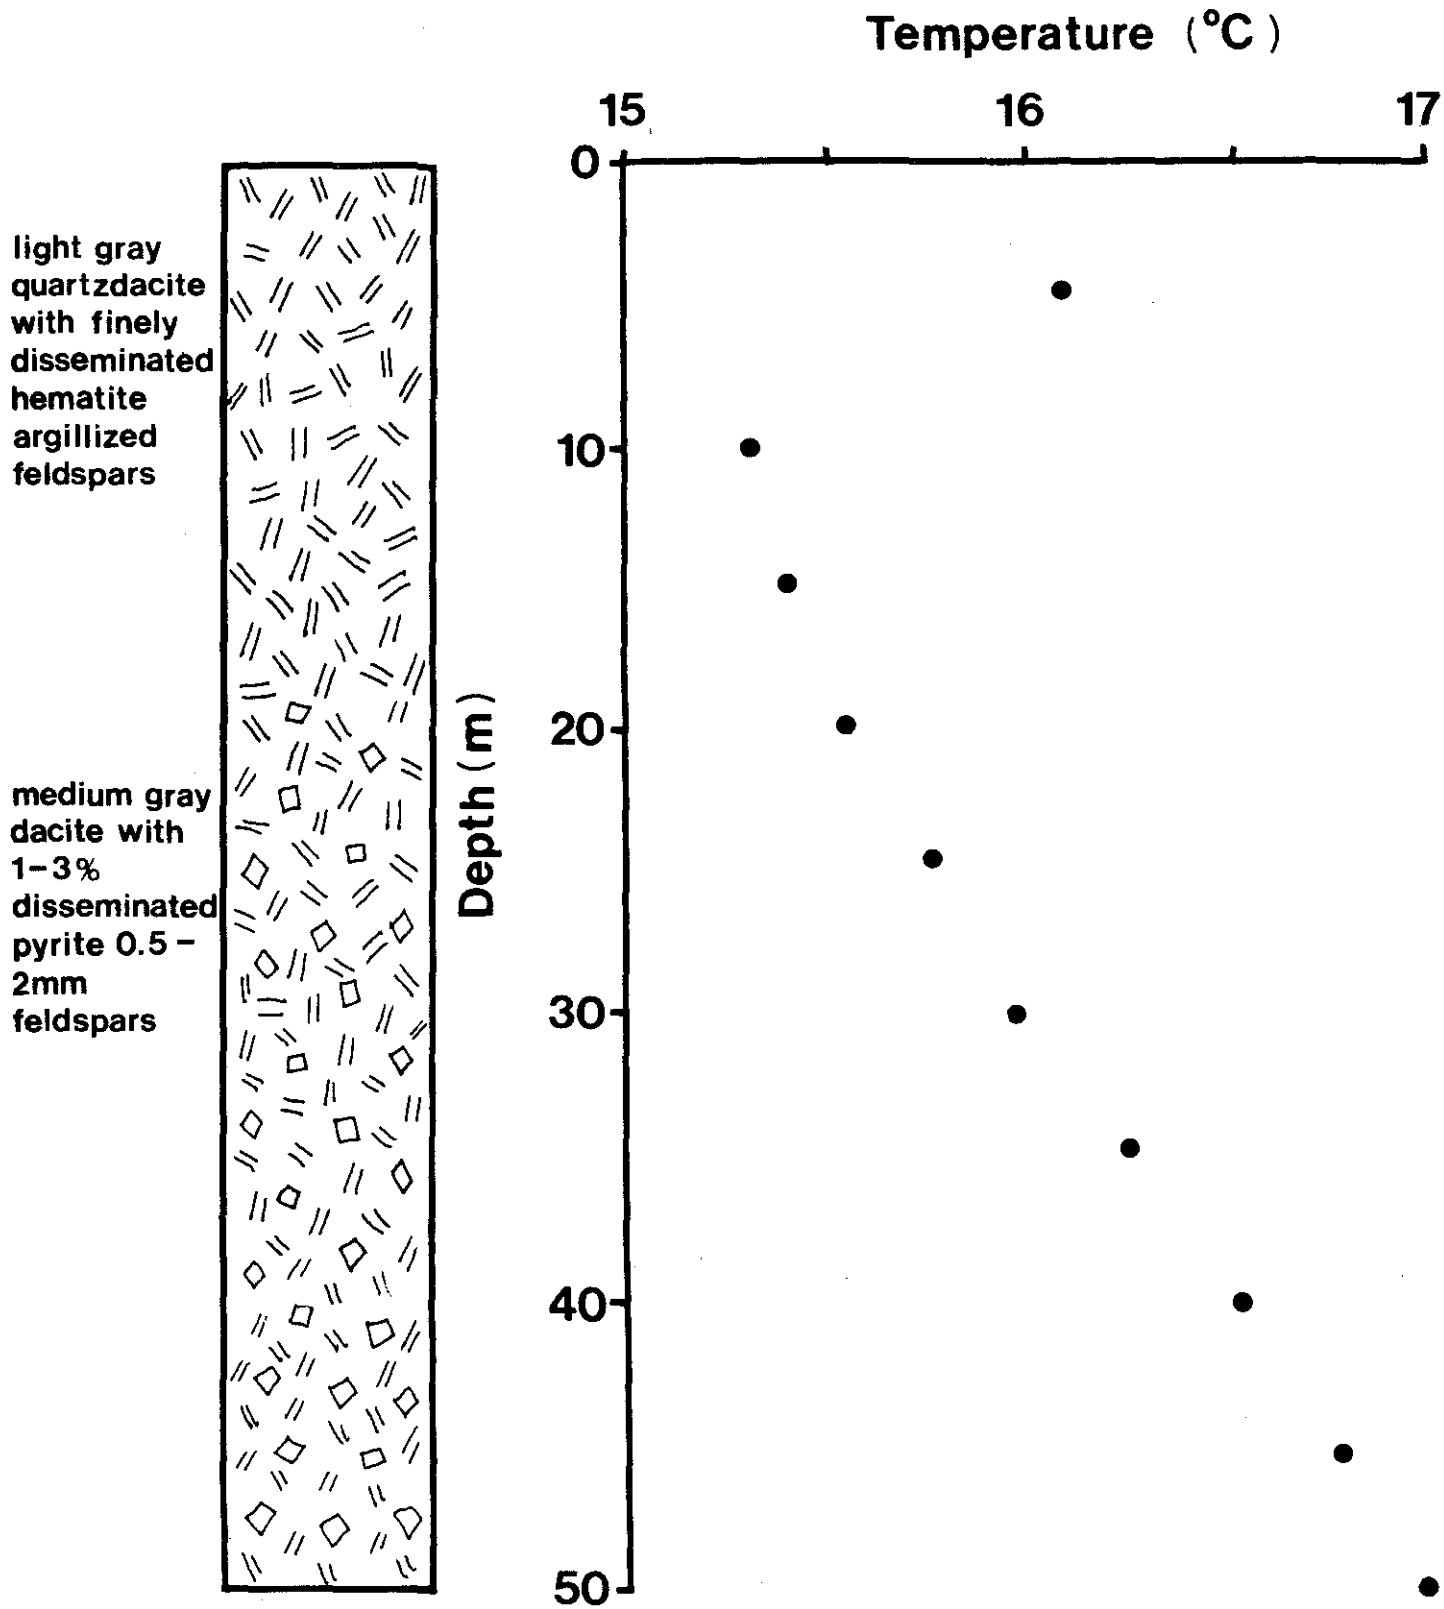 Temperature (°C)
15 16 17
0
10
20
30
40
50
Depth (m)
light gray
quartzdacite
with finely
disseminated
hematite
argillized
feldspars
medium gray
dacite with
1-3%
disseminated
pyrite 0.5-
2mm
feldspars